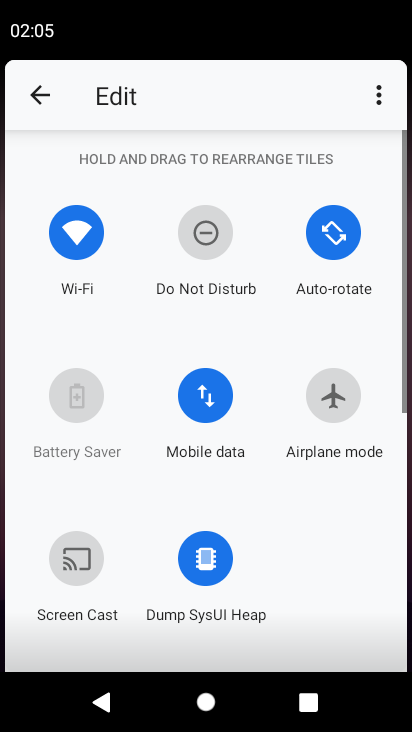 02:05
Edit
HOLD AND DRAG TO REARRANGE TILES
Wi-Fi
Do Not Disturb
Auto-rotate
Battery Saver
Mobile data
Airplane mode
Screen Cast
Dump SysUI Heap